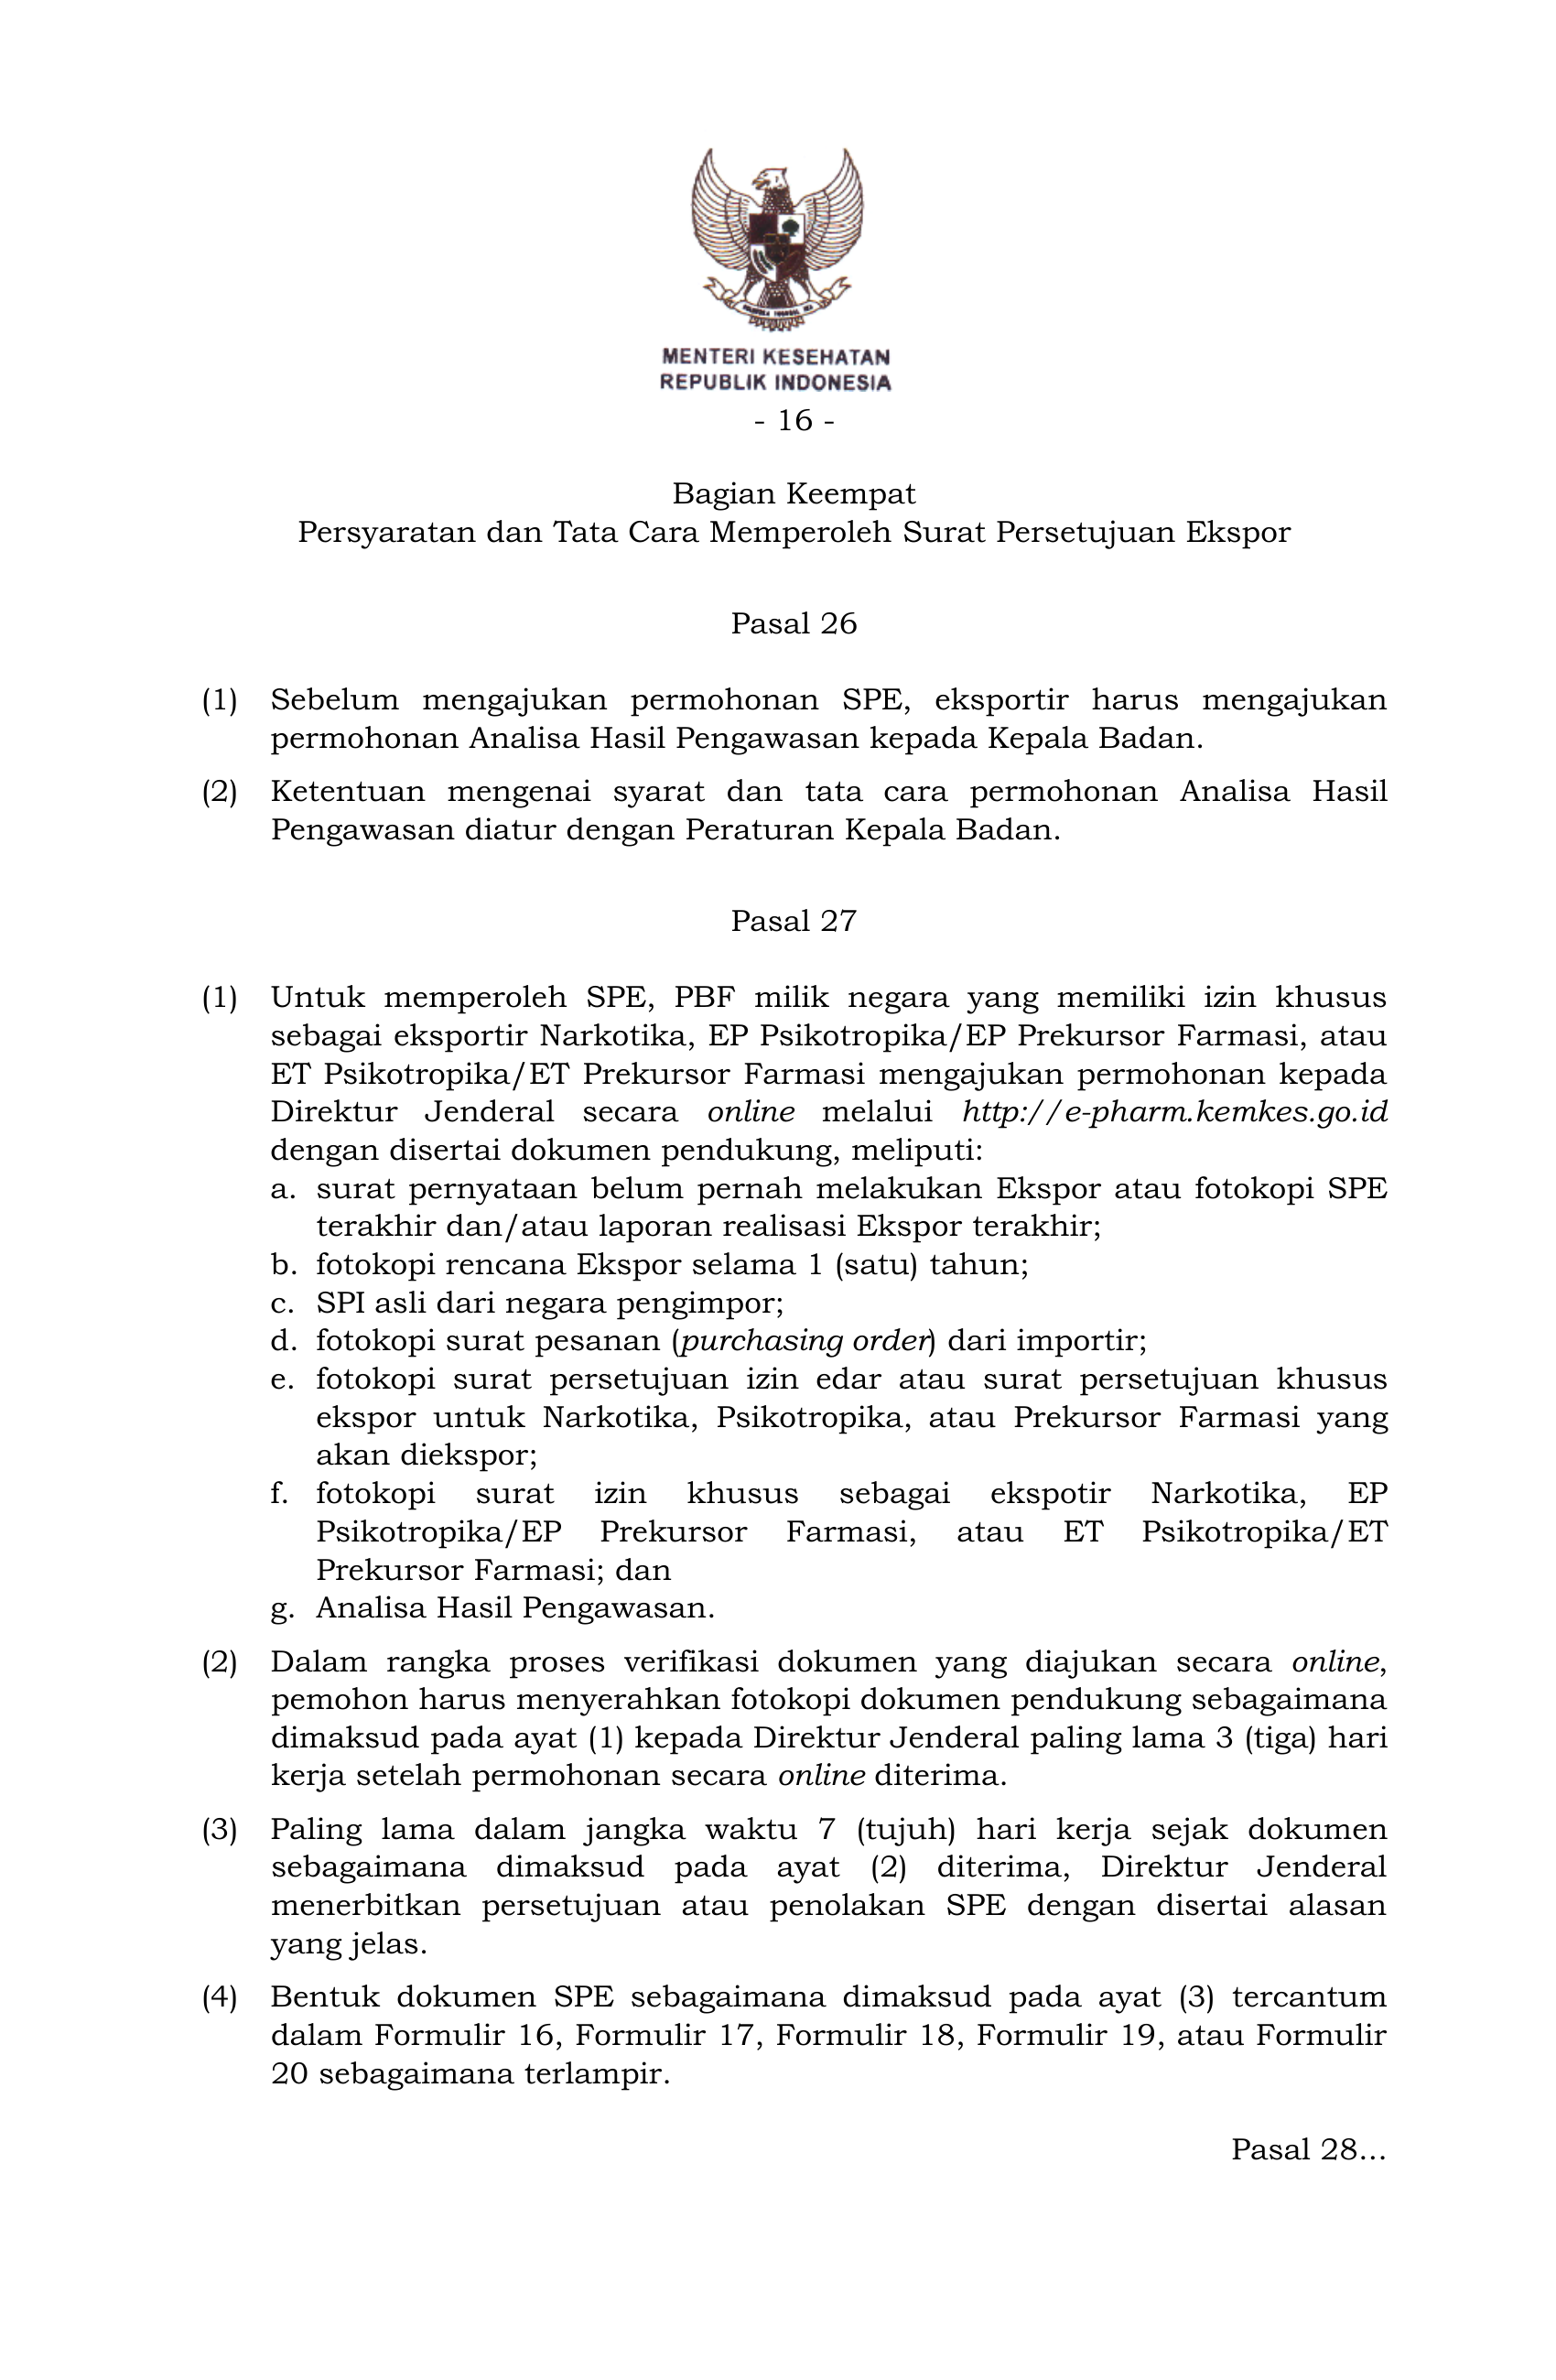 MENTERI KESEHATAN
REPUBLIK INDONESIA
- 16 -
Bagian Keempat
Persyaratan dan Tata Cara Memperoleh Surat Persetujuan Ekspor
Pasal 26
(1) Sebelum mengajukan permohonan SPE, eksportir harus mengajukan
permohonan Analisa Hasil Pengawasan kepada Kepala Badan.
(2) Ketentuan mengenai syarat dan tata cara permohonan Analisa Hasil
Pengawasan diatur dengan Peraturan Kepala Badan.
Pasal 27
(1) Untuk memperoleh SPE, PBF milik negara yang memiliki izin khusus
sebagai eksportir Narkotika, EP Psikotropika/EP Prekursor Farmasi, atau
ET Psikotropika/ET Prekursor Farmasi mengajukan permohonan kepada
Direktur Jenderal secara online melalui http://e-pharm.kemkes.go.id
dengan disertai dokumen pendukung, meliputi:
a. surat pernyataan belum pernah melakukan Ekspor atau fotokopi SPE
terakhir dan/atau laporan realisasi Ekspor terakhir;
b. fotokopi rencana Ekspor selama 1 (satu) tahun;
c. SPI asli dari negara pengimpor;
d. fotokopi surat pesanan (purchasing order) dari importir;
e. fotokopi surat persetujuan izin edar atau surat persetujuan khusus
ekspor untuk Narkotika, Psikotropika, atau Prekursor Farmasi yang
akan diekspor;
f. fotokopi surat izin khusus sebagai ekspotir Narkotika, EP
Psikotropika/EP Prekursor Farmasi, atau ET Psikotropika/ET
Prekursor Farmasi; dan
g. Analisa Hasil Pengawasan.
(2) Dalam rangka proses verifikasi dokumen yang diajukan secara online,
pemohon harus menyerahkan fotokopi dokumen pendukung sebagaimana
dimaksud pada ayat (1) kepada Direktur Jenderal paling lama 3 (tiga) hari
kerja setelah permohonan secara online diterima.
(3) Paling lama dalam jangka waktu 7 (tujuh) hari kerja sejak dokumen
sebagaimana dimaksud pada ayat (2) diterima, Direktur Jenderal
menerbitkan persetujuan atau penolakan SPE dengan disertai alasan
yang jelas.
(4) Bentuk dokumen SPE sebagaimana dimaksud pada ayat (3) tercantum
dalam Formulir 16, Formulir 17, Formulir 18, Formulir 19, atau Formulir
20 sebagaimana terlampir.
Pasal 28...